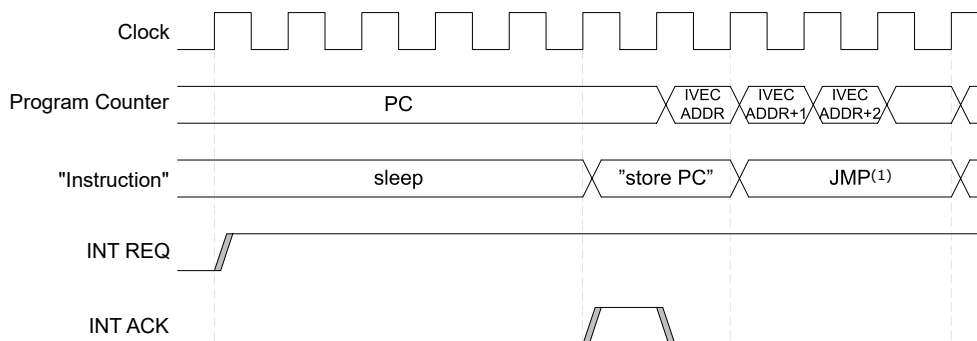 Clock
Program Counter
PC
IVEC
ADDR
IVEC
ADDR+1
IVEC
ADDR+2
"Instruction"
sleep
"store PC"
JMP(1)
INT REQ
INT ACK